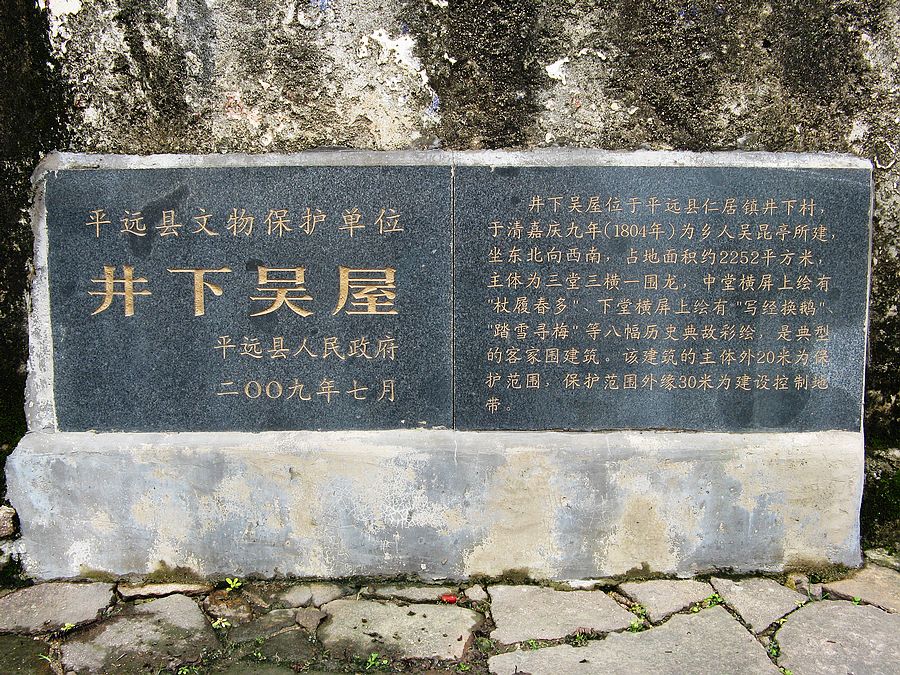 平远县文物保护单位
井下吴屋
平远县人民政府
二〇〇九年七月
井下吴屋位于平远县仁居镇井下村，
于清嘉庆九年(1804年)为乡人吴昆亭所建，
坐东北向西南，占地面积约2252平方米，
主体为三堂三横一围龙，中堂横屏上绘有
"杖履春多"、下堂横屏上绘有"写经换鹅"、
"踏雪寻梅"等八幅历史典故彩绘，是典型
的客家围建筑。该建筑的主体外20米为保
护范围，保护范围外缘30米为建设控制地
带。